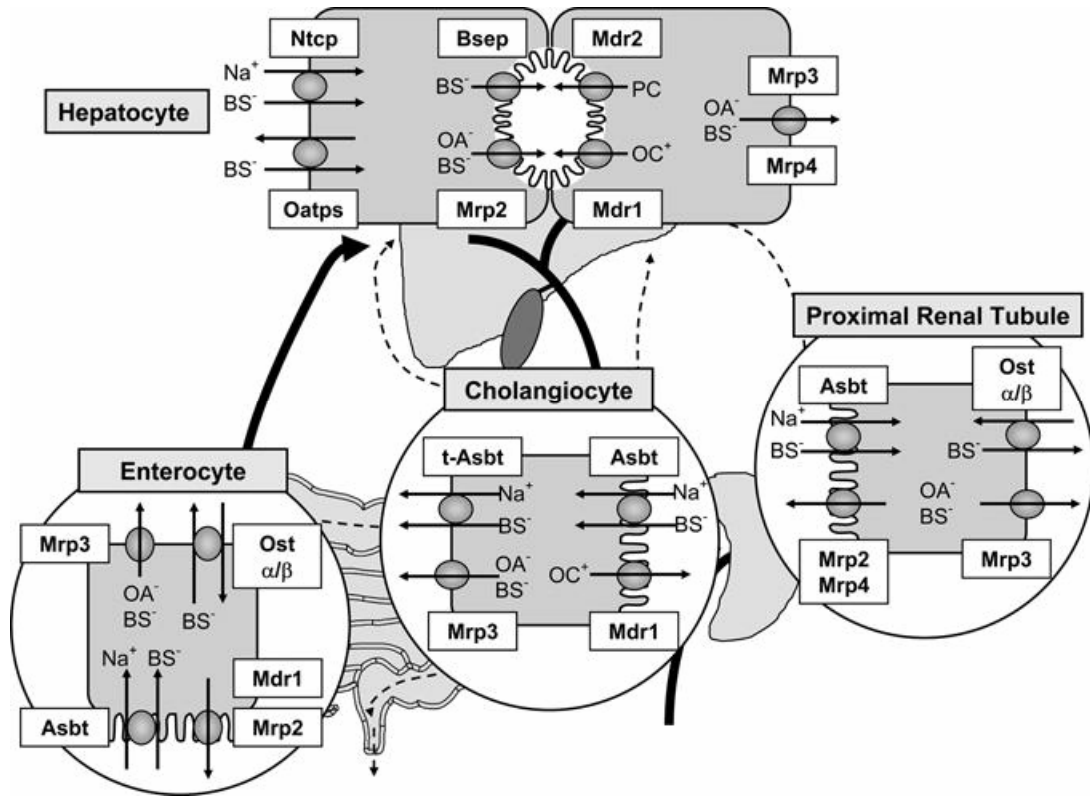 Hepatocyte
Ntcp
Bsep
Mdr2
Mrp3
Na⁺
BS⁻
BS⁻
PC
OA⁻
BS⁻
BS⁻
OA⁻
BS⁻
OC⁺
Oatps
Mrp2
Mdr1
Mrp4
Enterocyte
Mrp3
Ost
α/β
OA⁻
BS⁻
BS⁻
Na⁺
BS⁻
Mdr1
Asbt
Mrp2
Cholangiocyte
t-Asbt
Asbt
Na⁺
Na⁺
BS⁻
BS⁻
OA⁻
BS⁻
OC⁺
Mrp3
Mdr1
Proximal Renal Tubule
Asbt
Ost
α/β
Na⁺
BS⁻
BS⁻
OA⁻
BS⁻
Mrp2
Mrp4
Mrp3